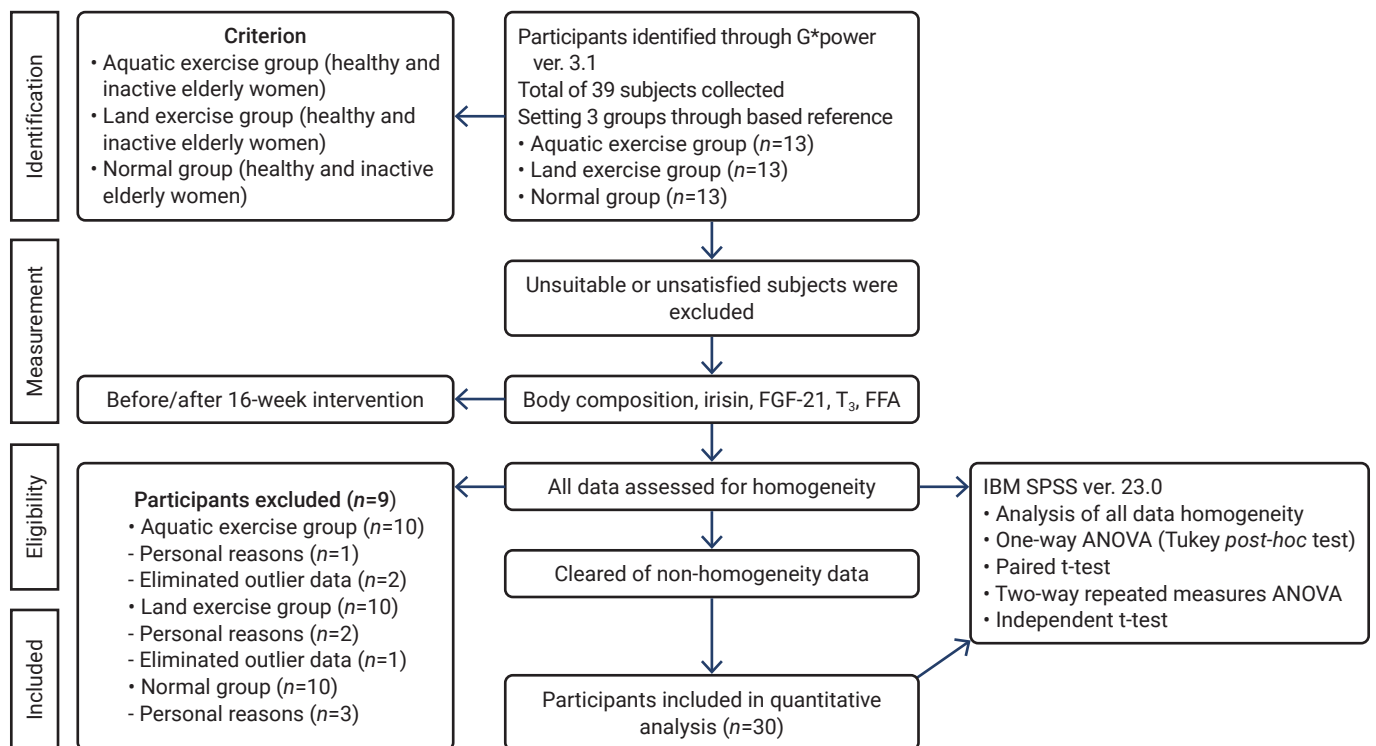 Identification
Criterion
• Aquatic exercise group (healthy and
inactive elderly women)
• Land exercise group (healthy and
inactive elderly women)
• Normal group (healthy and inactive
elderly women)
Participants identified through G*power
ver. 3.1
Total of 39 subjects collected
Setting 3 groups through based reference
• Aquatic exercise group (n=13)
• Land exercise group (n=13)
• Normal group (n=13)
Measurement
Unsuitable or unsatisfied subjects were
excluded
Before/after 16-week intervention
Body composition, irisin, FGF-21, T₃, FFA
Eligibility
Participants excluded (n=9)
• Aquatic exercise group (n=10)
- Personal reasons (n=1)
- Eliminated outlier data (n=2)
• Land exercise group (n=10)
- Personal reasons (n=2)
- Eliminated outlier data (n=1)
• Normal group (n=10)
- Personal reasons (n=3)
All data assessed for homogeneity
IBM SPSS ver. 23.0
• Analysis of all data homogeneity
• One-way ANOVA (Tukey post-hoc test)
• Paired t-test
• Two-way repeated measures ANOVA
• Independent t-test
Cleared of non-homogeneity data
Included
Participants included in quantitative
analysis (n=30)